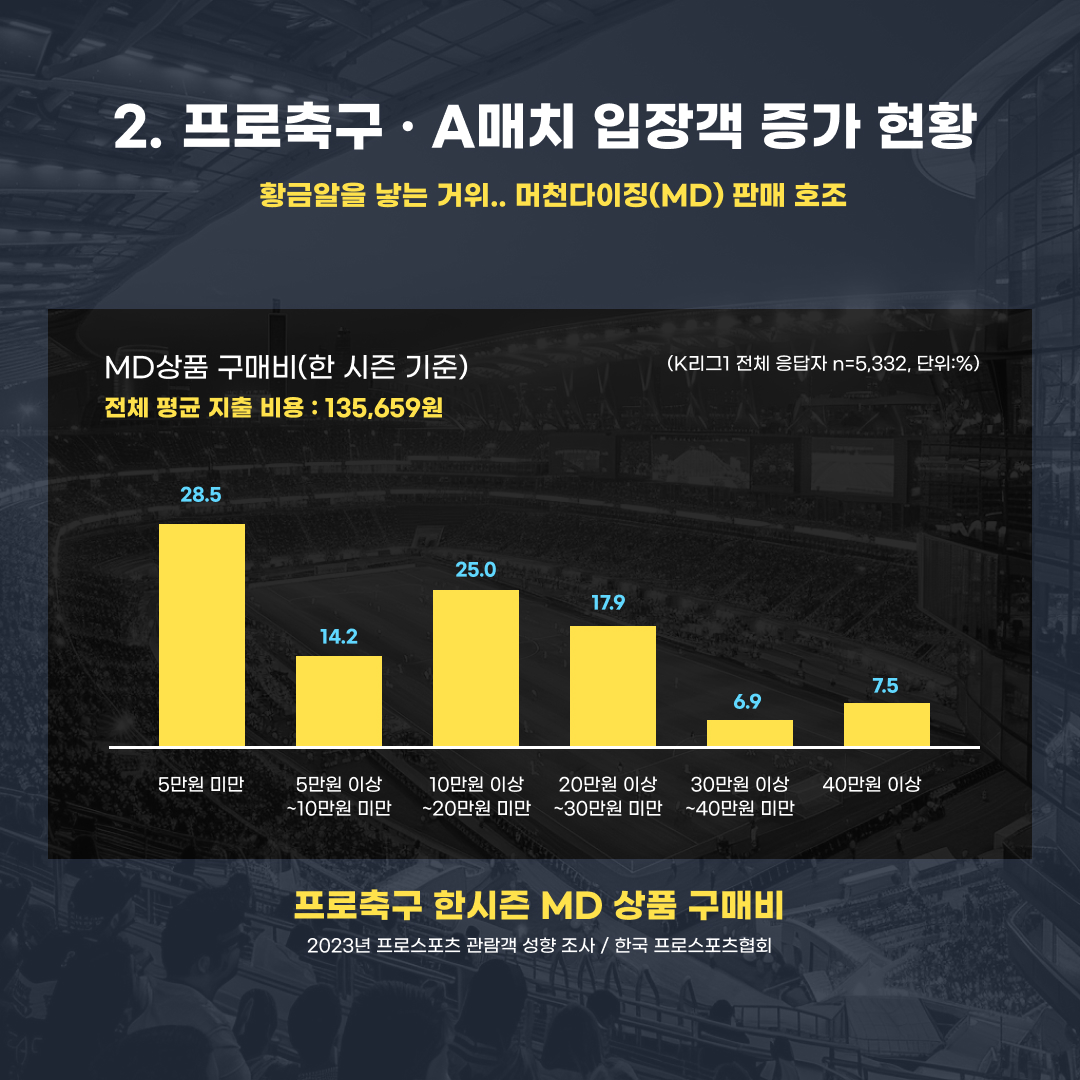 2. 프로축구 · A매치 입장객 증가 현황
황금알을 낳는 거위.. 머천다이징(MD) 판매 호조
MD상품 구매비(한 시즌 기준)
(K리그1 전체 응답자 n=5,332, 단위:%)
전체 평균 지출 비용 : 135,659원
28.5
14.2
25.0
17.9
6.9
7.5
5만원 미만
5만원 이상
~10만원 미만
10만원 이상
~20만원 미만
20만원 이상
~30만원 미만
30만원 이상
~40만원 미만
40만원 이상
프로축구 한시즌 MD 상품 구매비
2023년 프로스포츠 관람객 성향 조사 / 한국 프로스포츠협회